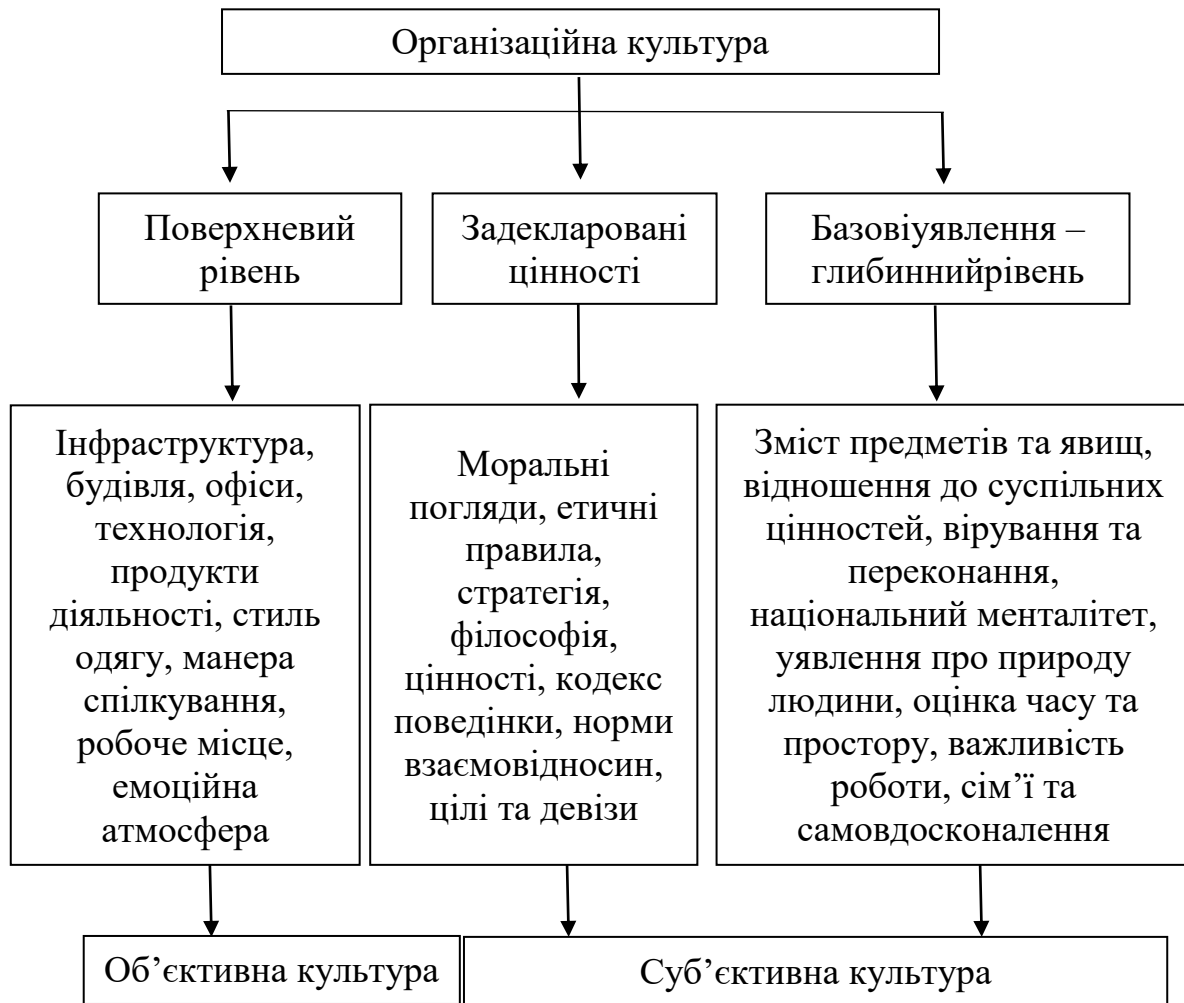 Організаційна культура
Поверхневий
рівень
Задекларовані
цінності
Базовіуявлення –
глибиннийрівень
Інфраструктура,
будівля, офіси,
технологія,
продукти
діяльності, стиль
одягу, манера
спілкування,
робоче місце,
емоційна
атмосфера
Моральні
погляди, етичні
правила,
стратегія,
філософія,
цінності, кодекс
поведінки, норми
взаємовідносин,
цілі та девізи
Зміст предметів та явищ,
відношення до суспільних
цінностей, вірування та
переконання,
національний менталітет,
уявлення про природу
людини, оцінка часу та
простору, важливість
роботи, сім’ї та
самовдосконалення
Об’єктивна культура
Суб’єктивна культура